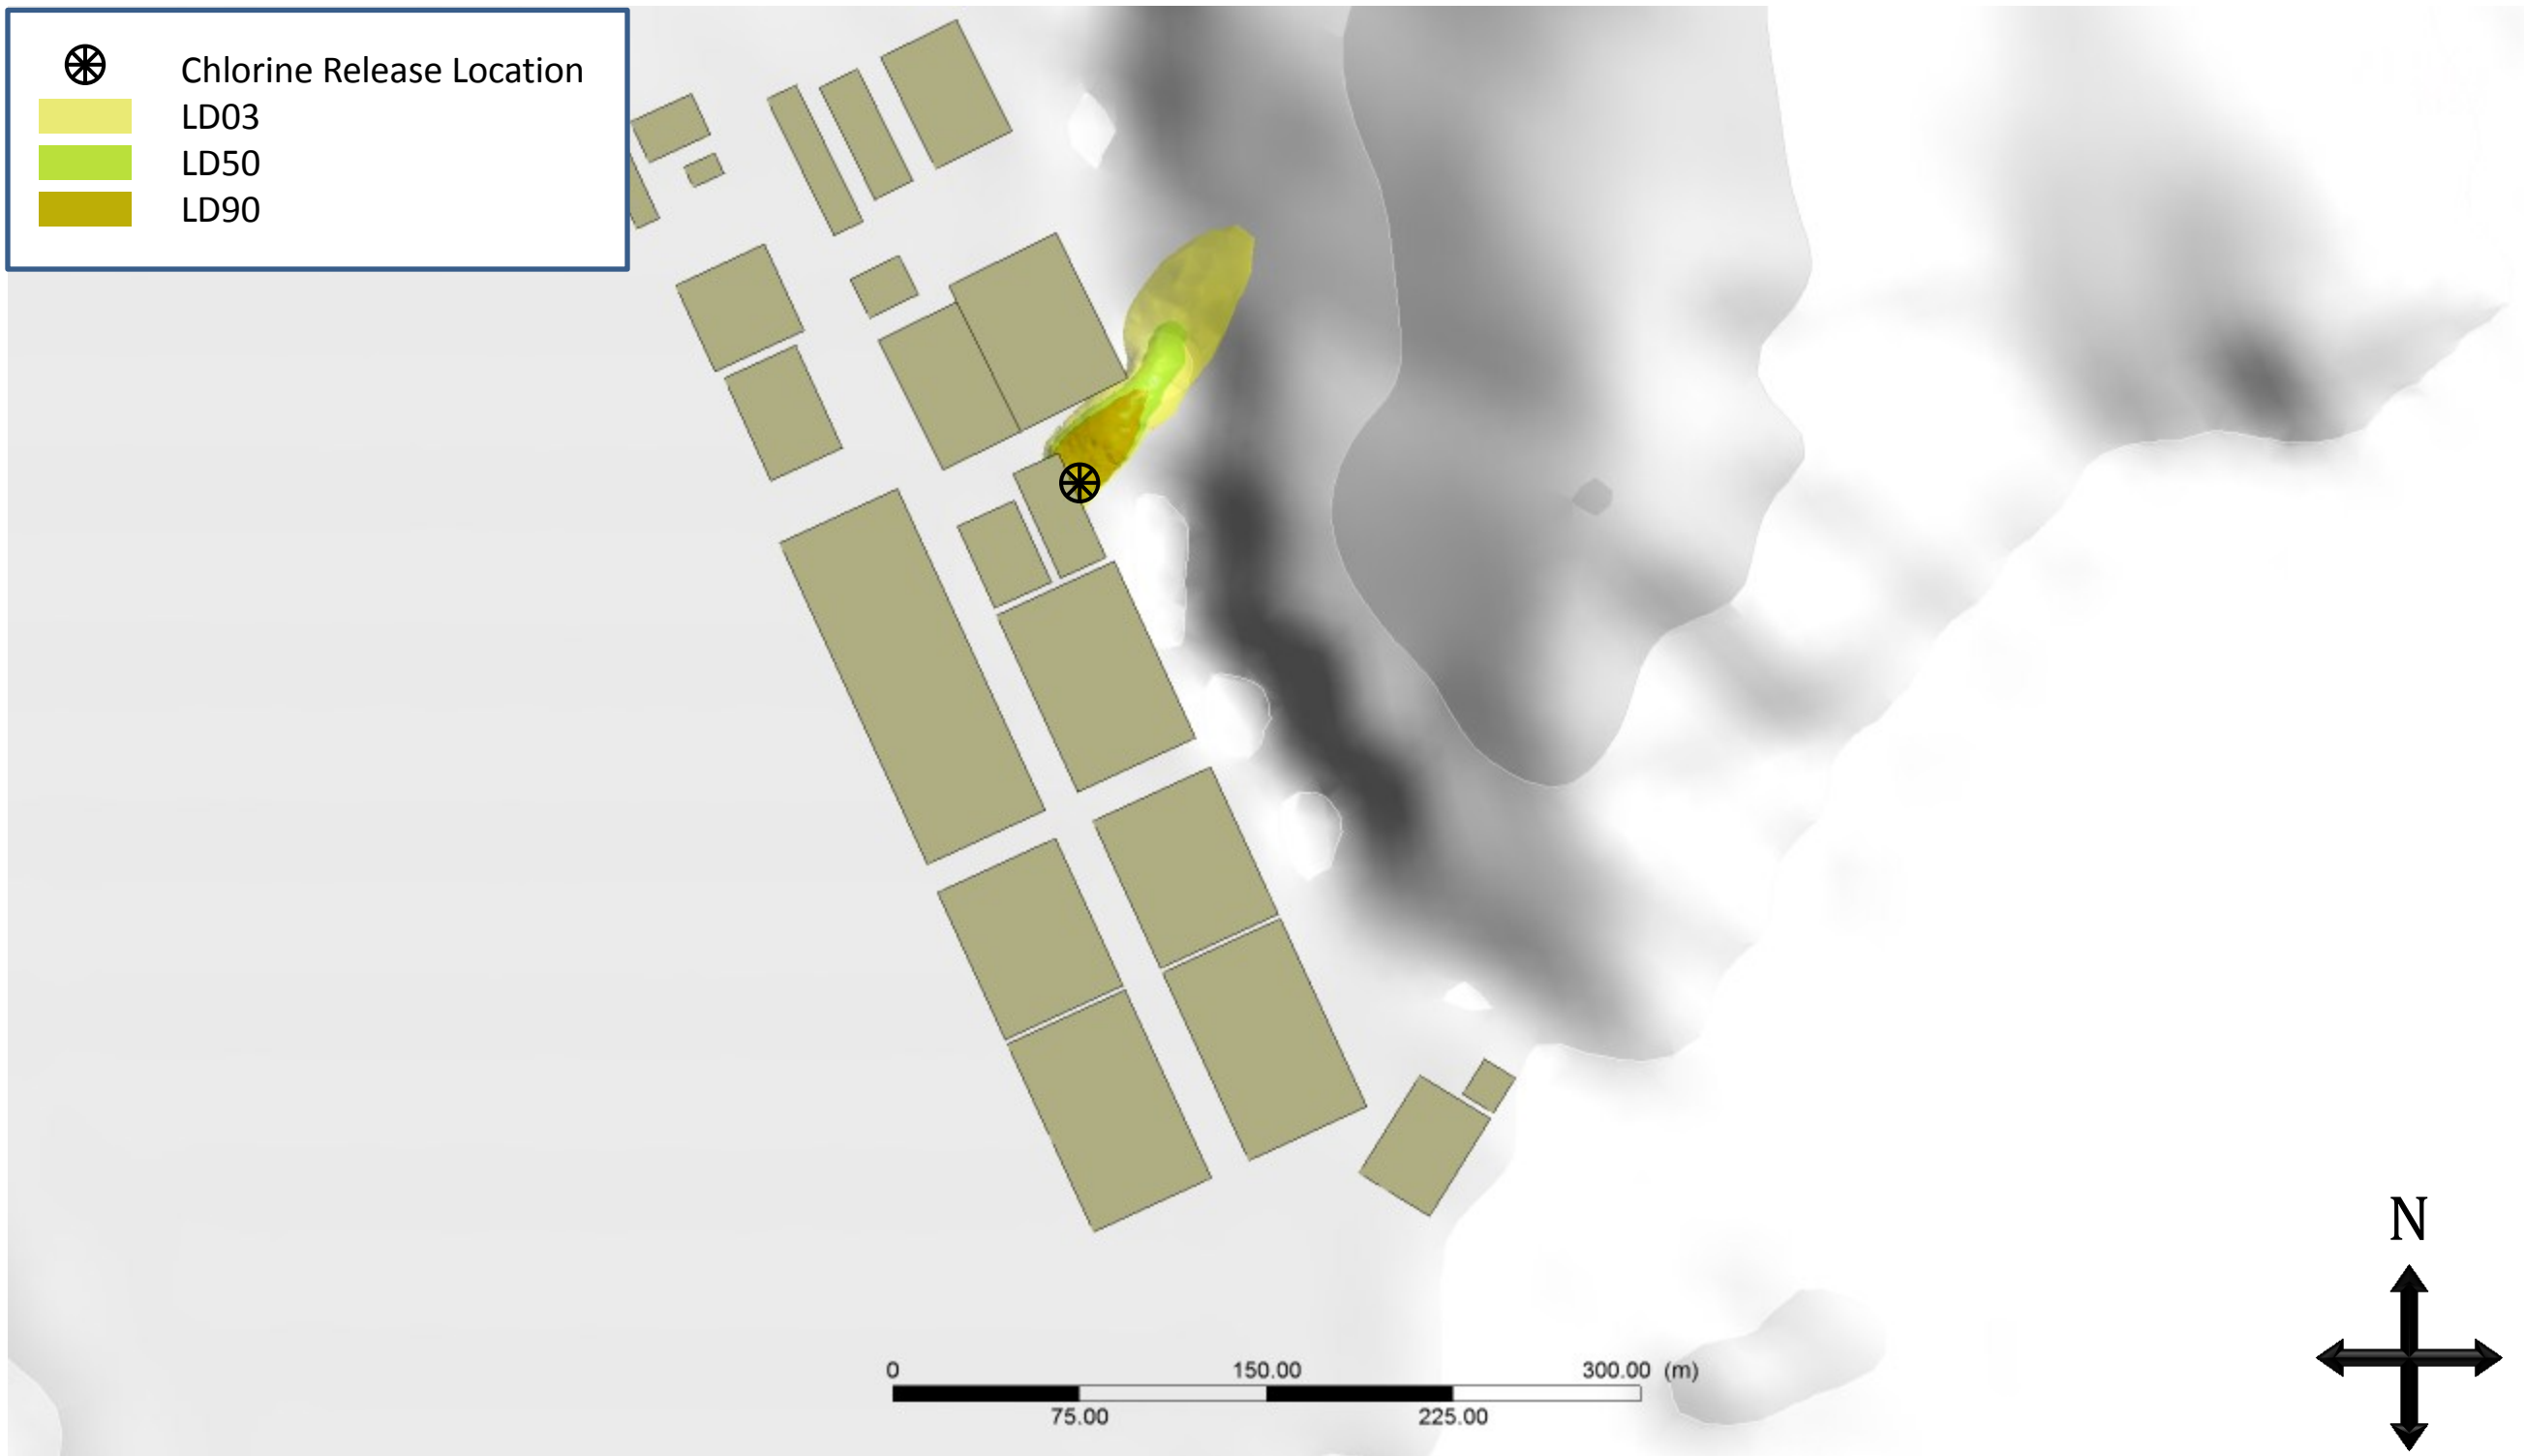 Chlorine Release Location
LD03
LD50
LD90
N
0 150.00 300.00 (m)
75.00 225.00